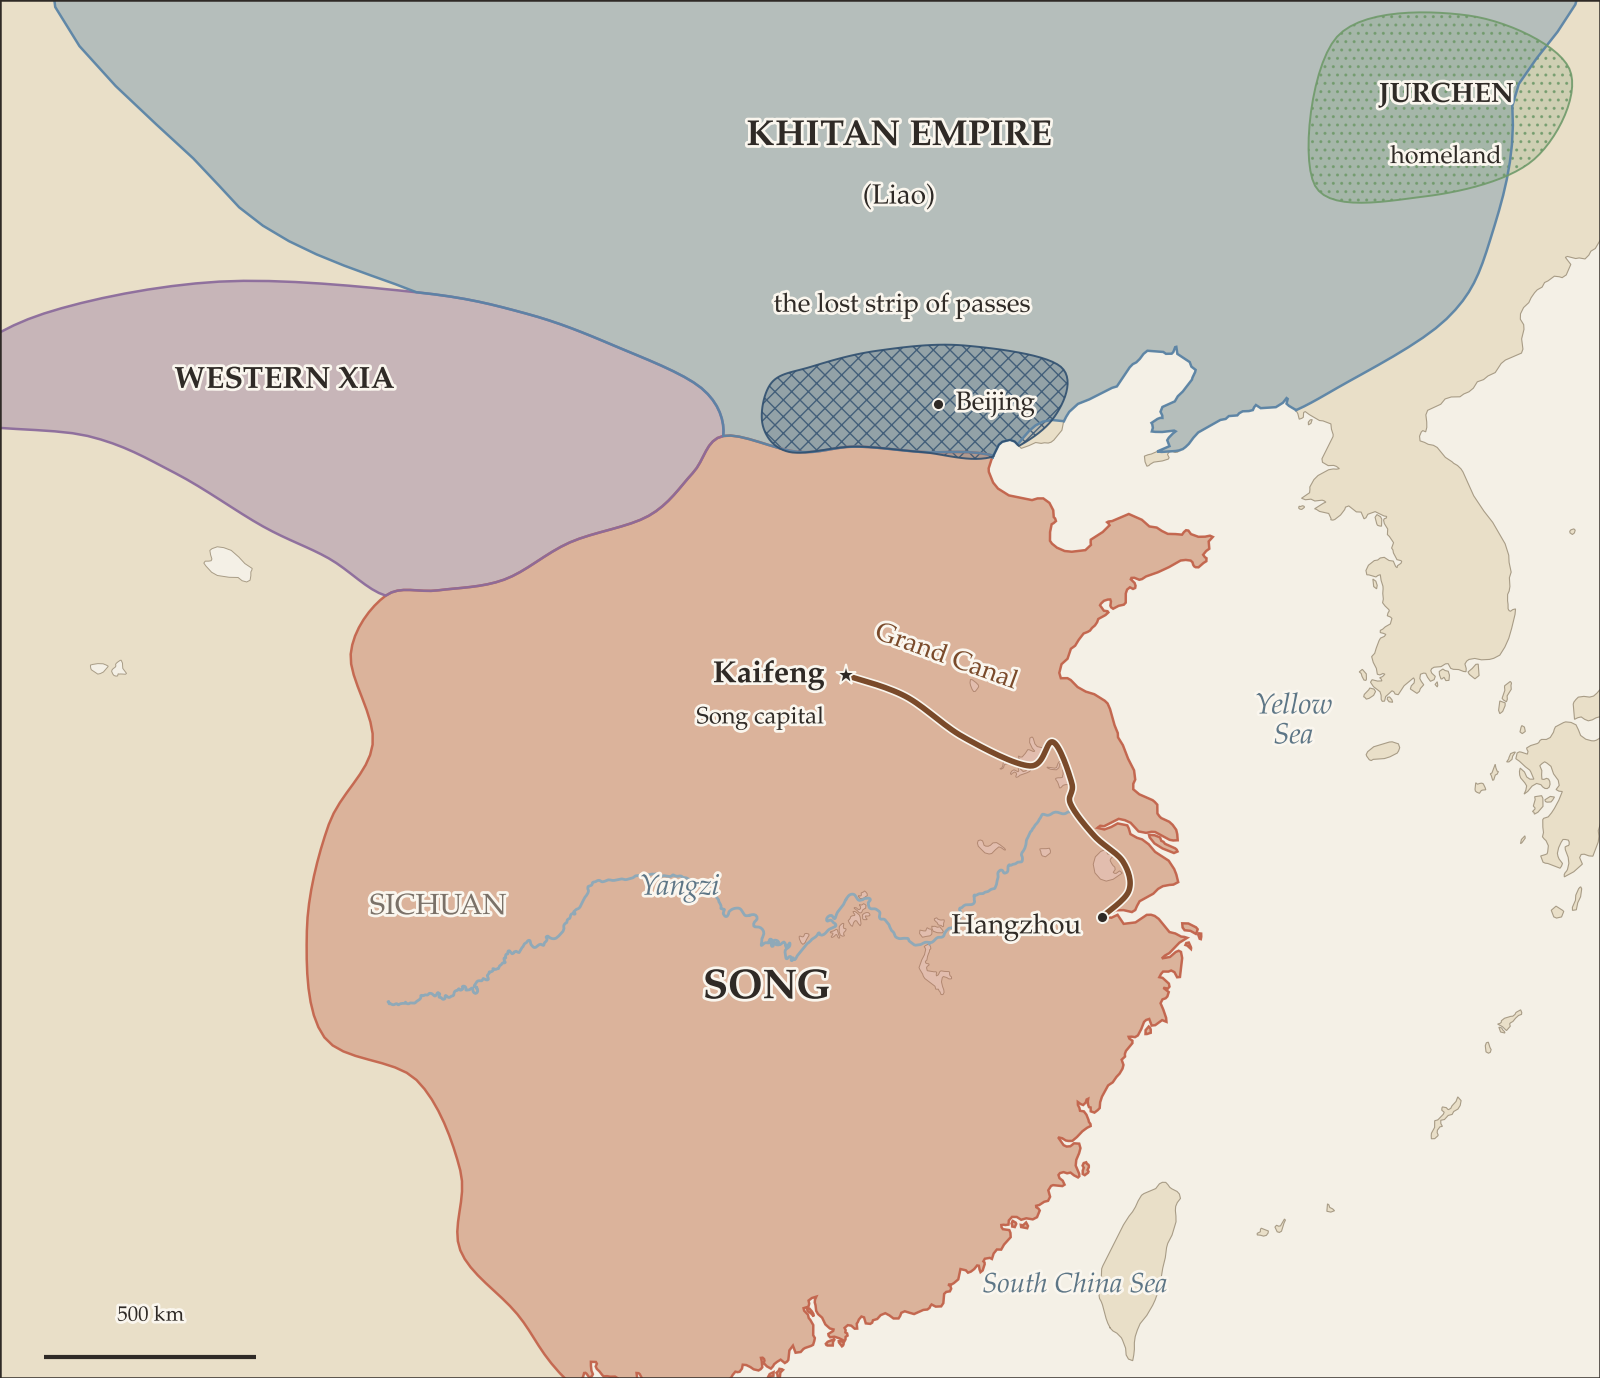 JURCHEN
homeland
KHITAN EMPIRE
(Liao)
the lost strip of passes
WESTERN XIA
Beijing
Grand Canal
Kaifeng
Song capital
Yellow
Sea
SICHUAN
Yangzi
Hangzhou
SONG
South China Sea
500 km